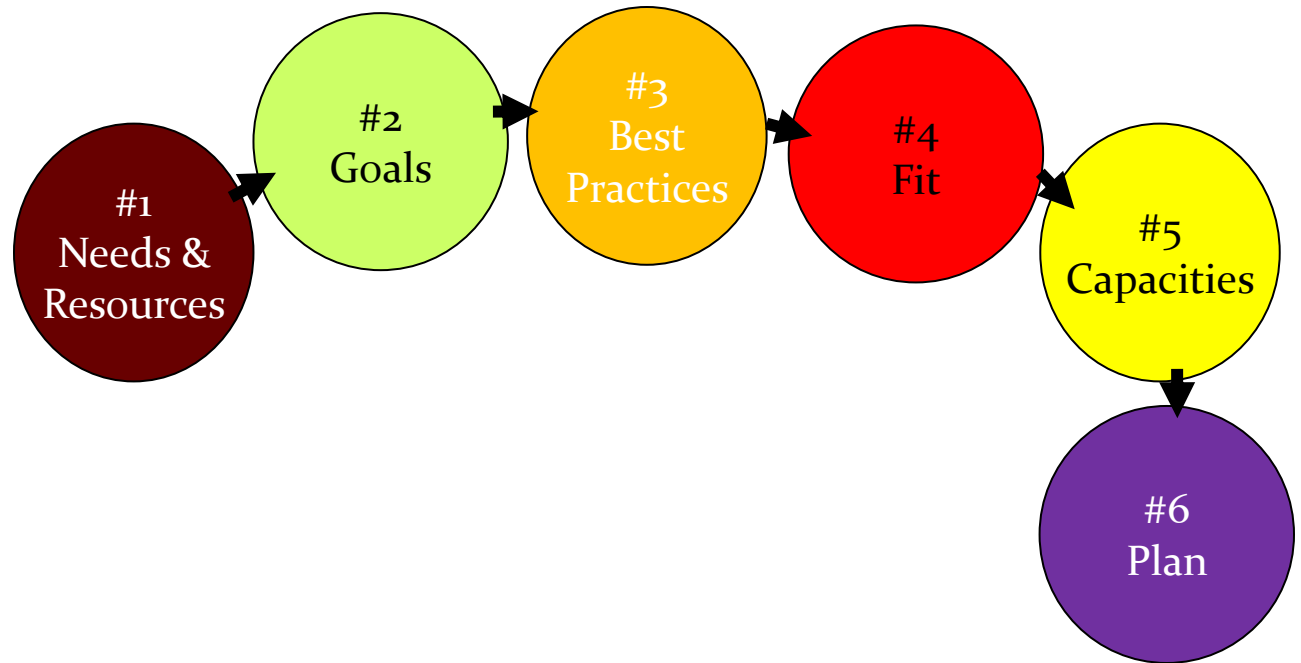 #1
Needs &
Resources
#2
Goals
#3
Best
Practices
#4
Fit
#5
Capacities
#6
Plan